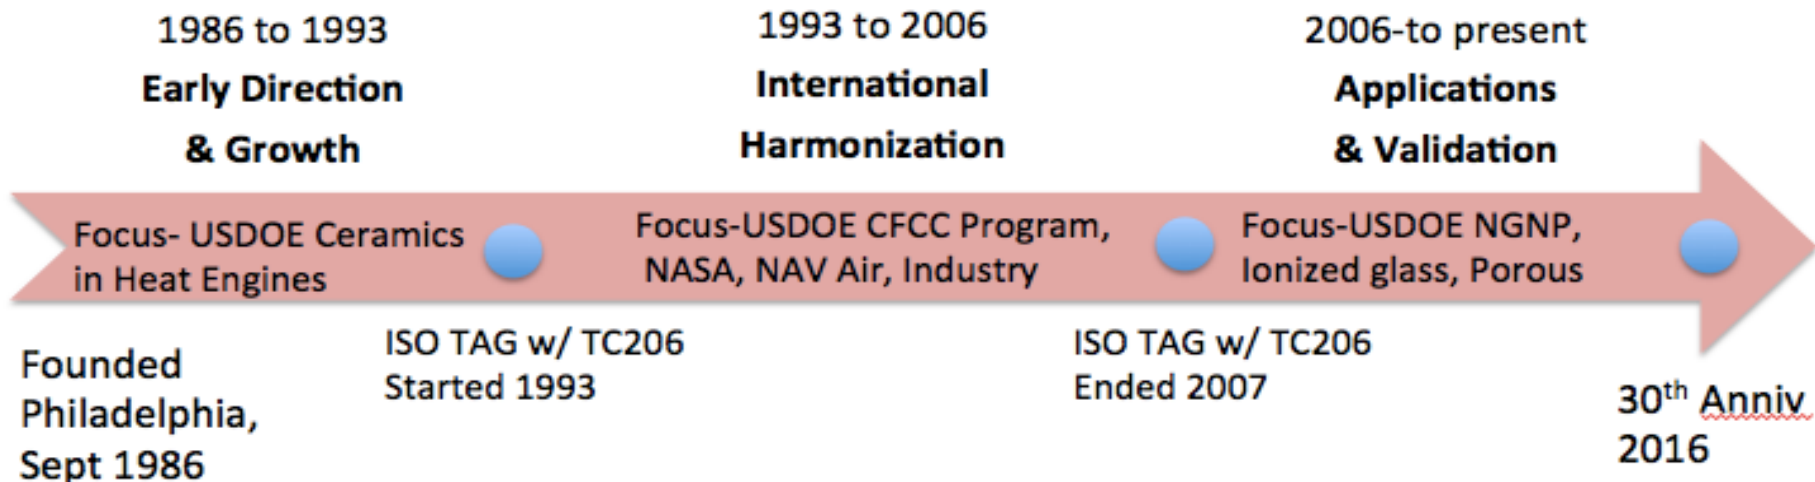 1986 to 1993
Early Direction
& Growth
1993 to 2006
International
Harmonization
2006-to present
Applications
& Validation
Focus- USDOE Ceramics
in Heat Engines
Focus-USDOE CFCC Program,
NASA, NAV Air, Industry
Focus-USDOE NGNP,
Ionized glass, Porous
Founded
Philadelphia,
Sept 1986
ISO TAG w/ TC206
Started 1993
ISO TAG w/ TC206
Ended 2007
30th Anniv
2016